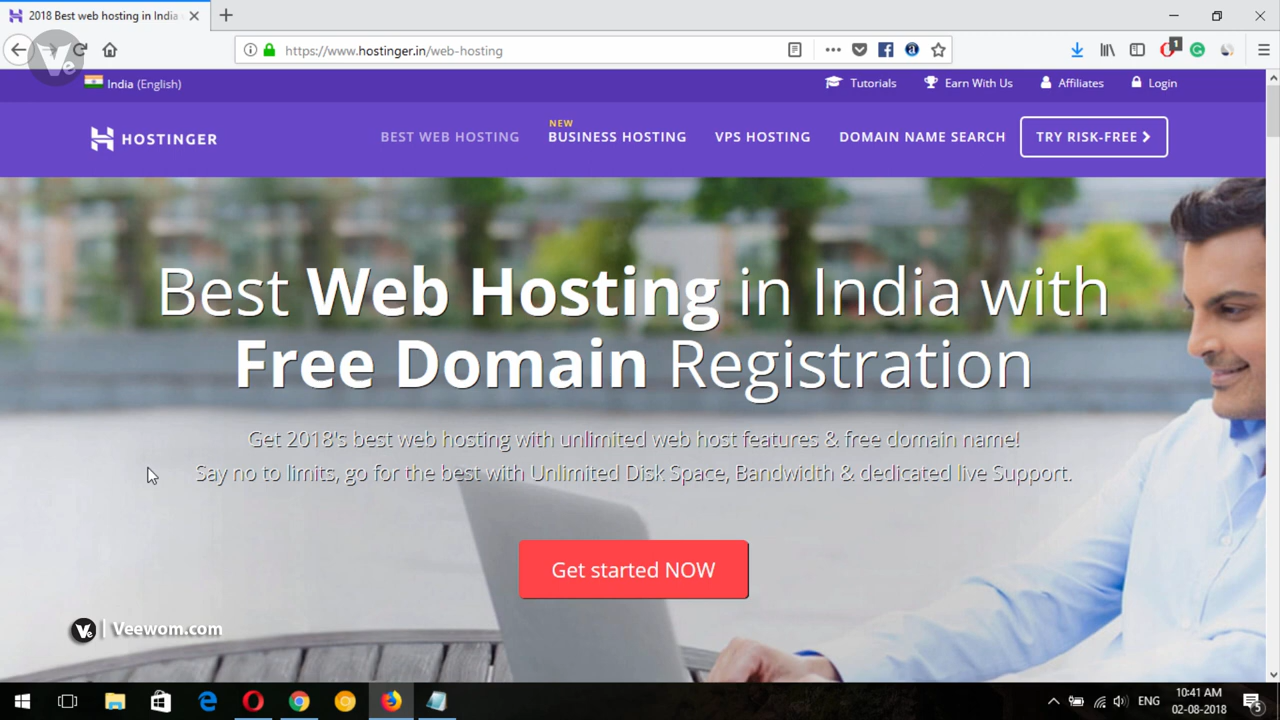 2018 Best web hosting in India
Ve
https://www.hostinger.in/web-hosting
1
India (English)
Tutorials
Earn With Us
Affiliates
Login
HOSTINGER
BEST WEB HOSTING
NEW
BUSINESS HOSTING
VPS HOSTING
DOMAIN NAME SEARCH
TRY RISK-FREE
Best Web Hosting in India with
Free Domain Registration
Get 2018's best web hosting with unlimited web host features & free domain name!
Say no to limits, go for the best with Unlimited Disk Space, Bandwidth & dedicated live Support.
Get started NOW
Ve | Veewom.com
ENG
10:41 AM
02-08-2018
5